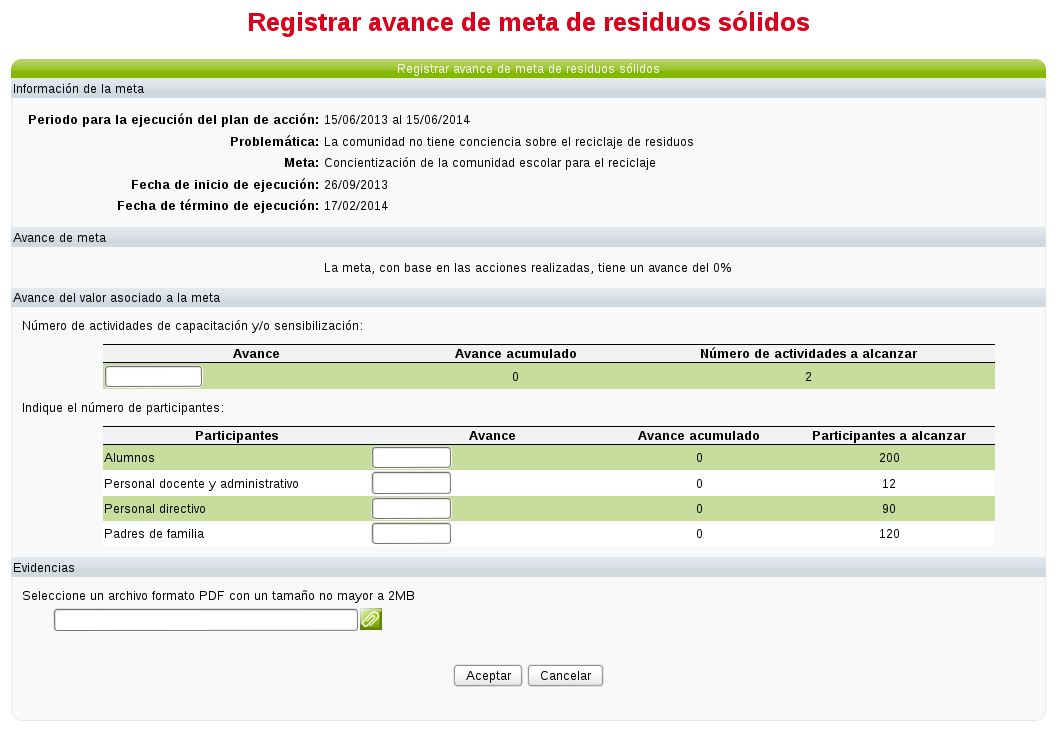 Registrar avance de meta de residuos sólidos
Registrar avance de meta de residuos sólidos
Información de la meta
Periodo para la ejecución del plan de acción: 15/06/2013 al 15/06/2014
Problemática: La comunidad no tiene conciencia sobre el reciclaje de residuos
Meta: Concientización de la comunidad escolar para el reciclaje
Fecha de inicio de ejecución: 26/09/2013
Fecha de término de ejecución: 17/02/2014
Avance de meta
La meta, con base en las acciones realizadas, tiene un avance del 0%
Avance del valor asociado a la meta
Número de actividades de capacitación y/o sensibilización:
Avance Avance acumulado Número de actividades a alcanzar
0 2
Indique el número de participantes:
Participantes Avance Avance acumulado Participantes a alcanzar
Alumnos 0 200
Personal docente y administrativo 0 12
Personal directivo 0 90
Padres de familia 0 120
Evidencias
Seleccione un archivo formato PDF con un tamaño no mayor a 2MB
Aceptar Cancelar